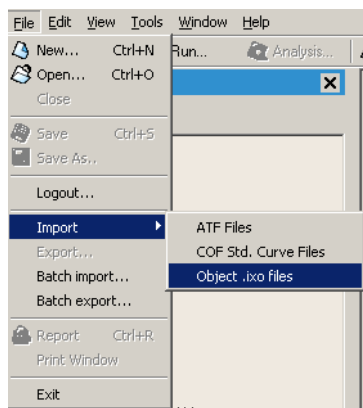 File Edit View Tools Window Help
New... Ctrl+N
Run... Analysis...
Open... Ctrl+O
Close
Save Ctrl+S
Save As..
Logout...
Import
ATF Files
Export...
COF Std. Curve Files
Batch import...
Object .ixo files
Batch export...
Report Ctrl+R
Print Window
Exit